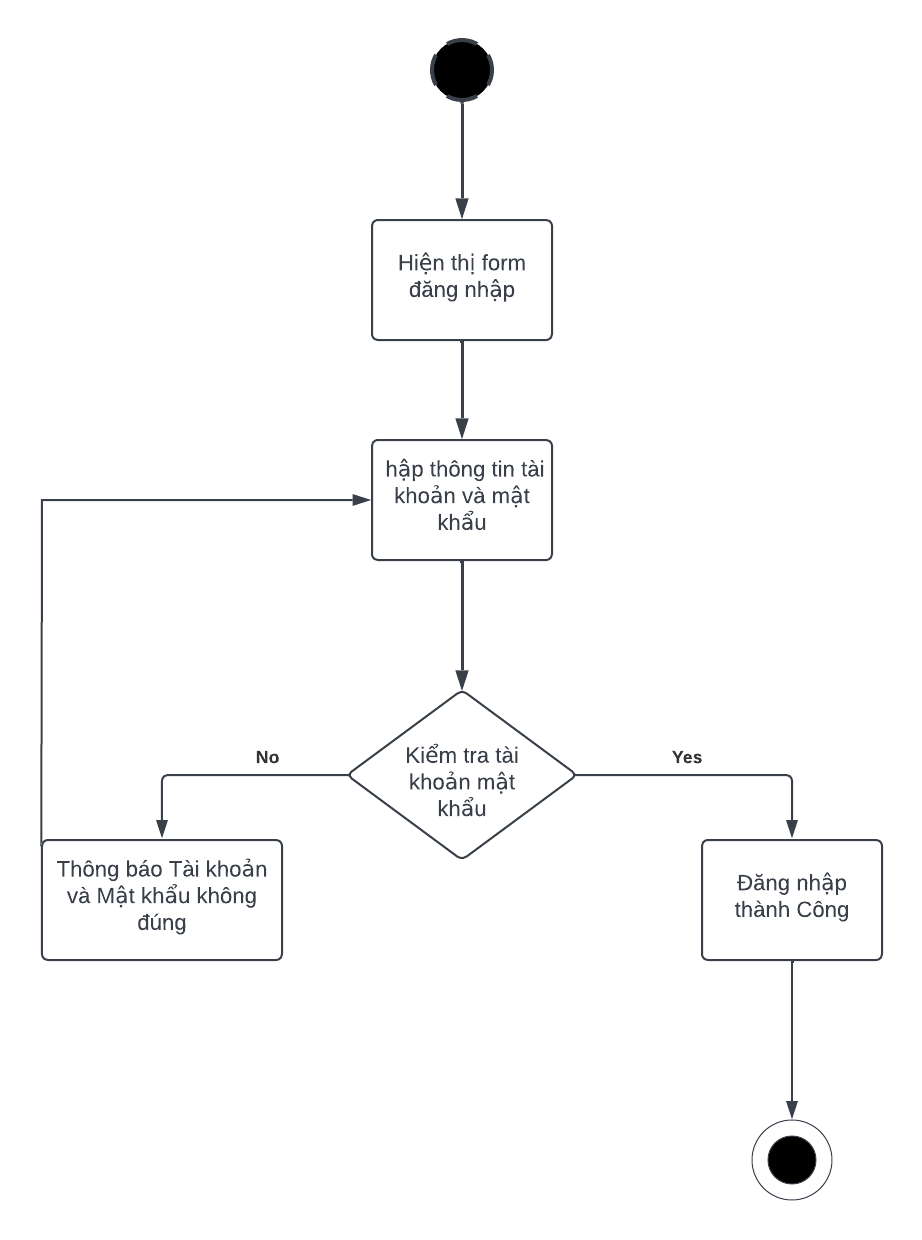 Hiện thị form
đăng nhập
hập thông tin tài
khoản và mật
khẩu
Kiểm tra tài
khoản mật
khẩu
No
Yes
Thông báo Tài khoản
và Mật khẩu không
đúng
Đăng nhập
thành Công